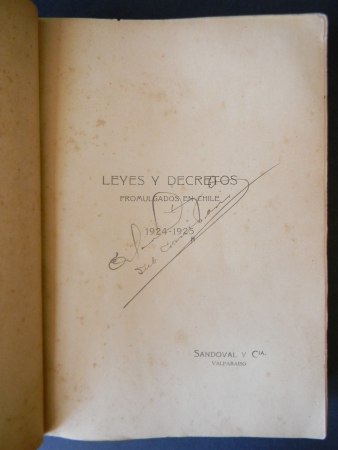 LEYES Y DECRETOS
PROMULGADOS EN CHILE
1924-1925
SANDOVAL Y CIA.
VALPARAISO